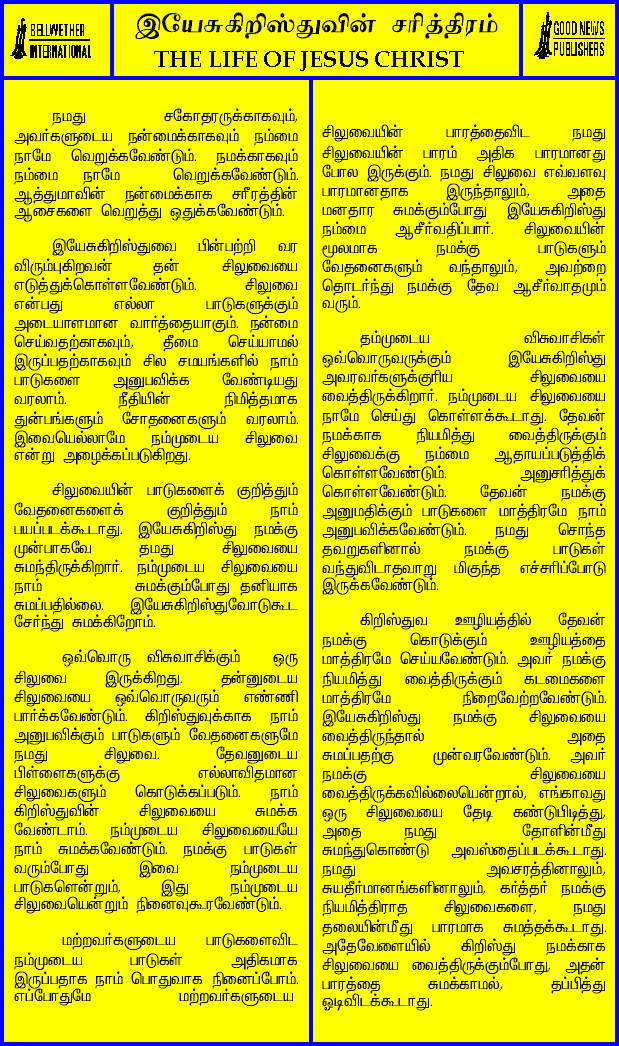 BELLWETHER
INTERNATIONAL
இயேசுகிறிஸ்துவின் சரித்திரம்
THE LIFE OF JESUS CHRIST
GOOD NEWS
PUBLISHERS
நமது சகோதரருக்காகவும்,
அவர்களுடைய நன்மைக்காகவும் நம்மை
நாமே வெறுக்கவேண்டும். நமக்காகவும்
நம்மை நாமே வெறுக்கவேண்டும்.
ஆத்துமாவின் நன்மைக்காக சரீரத்தின்
ஆசைகளை வெறுத்து ஒதுக்கவேண்டும்.
இயேசுகிறிஸ்துவை பின்பற்றி வர
விரும்புகிறவன் தன் சிலுவையை
எடுத்துக்கொள்ளவேண்டும். சிலுவை
என்பது எல்லா பாடுகளுக்கும்
அடையாளமான வார்த்தையாகும். நன்மை
செய்வதற்காகவும், தீமை செய்யாமல்
இருப்பதற்காகவும் சில சமயங்களில் நாம்
பாடுகளை அனுபவிக்க வேண்டியது
வரலாம். நீதியின் நிமித்தமாக
துன்பங்களும் சோதனைகளும் வரலாம்.
இவையெல்லாமே நம்முடைய சிலுவை
என்று அழைக்கப்படுகிறது.
சிலுவையின் பாடுகளைக் குறித்தும்
வேதனைகளைக் குறித்தும் நாம்
பயப்படக்கூடாது. இயேசுகிறிஸ்து நமக்கு
முன்பாகவே தமது சிலுவையை
சுமந்திருக்கிறார். நம்முடைய சிலுவையை
நாம் சுமக்கும்போது தனியாக
சுமப்பதில்லை. இயேசுகிறிஸ்துவோடுகூட
சேர்ந்து சுமக்கிறோம்.
ஒவ்வொரு விசுவாசிக்கும் ஒரு
சிலுவை இருக்கிறது. தன்னுடைய
சிலுவையை ஒவ்வொருவரும் எண்ணி
பார்க்கவேண்டும். கிறிஸ்துவுக்காக நாம்
அனுபவிக்கும் பாடுகளும் வேதனைகளுமே
நமது சிலுவை. தேவனுடைய
பிள்ளைகளுக்கு எல்லாவிதமான
சிலுவைகளும் கொடுக்கப்படும். நாம்
கிறிஸ்துவின் சிலுவையை சுமக்க
வேண்டாம். நம்முடைய சிலுவையையே
நாம் சுமக்கவேண்டும். நமக்கு பாடுகள்
வரும்போது இவை நம்முடைய
பாடுகளென்றும், இது நம்முடைய
சிலுவையென்றும் நினைவுகூரவேண்டும்.
மற்றவர்களுடைய பாடுகளைவிட
நம்முடைய பாடுகள் அதிகமாக
இருப்பதாக நாம் பொதுவாக நினைப்போம்.
எப்போதுமே மற்றவர்களுடைய
சிலுவையின் பாரத்தைவிட நமது
சிலுவையின் பாரம் அதிக பாரமானது
போல இருக்கும். நமது சிலுவை எவ்வளவு
பாரமானதாக இருந்தாலும், அதை
மனதார சுமக்கும்போது இயேசுகிறிஸ்து
நம்மை ஆசீர்வதிப்பார். சிலுவையின்
மூலமாக நமக்கு பாடுகளும்
வேதனைகளும் வந்தாலும், அவற்றை
தொடர்ந்து நமக்கு தேவ ஆசீர்வாதமும்
வரும்.
தம்முடைய விசுவாசிகள்
ஒவ்வொருவருக்கும் இயேசுகிறிஸ்து
அவரவர்களுக்குரிய சிலுவையை
வைத்திருக்கிறார். நம்முடைய சிலுவையை
நாமே செய்து கொள்ளக்கூடாது. தேவன்
நமக்காக நியமித்து வைத்திருக்கும்
சிலுவைக்கு நம்மை ஆதாயப்படுத்திக்
கொள்ளவேண்டும். அனுசரித்துக்
கொள்ளவேண்டும். தேவன் நமக்கு
அனுமதிக்கும் பாடுகளை மாத்திரமே நாம்
அனுபவிக்கவேண்டும். நமது சொந்த
தவறுகளினால் நமக்கு பாடுகள்
வந்துவிடாதவாறு மிகுந்த எச்சரிப்போடு
இருக்கவேண்டும்.
கிறிஸ்துவ ஊழியத்தில் தேவன்
நமக்கு கொடுக்கும் ஊழியத்தை
மாத்திரமே செய்யவேண்டும். அவர் நமக்கு
நியமித்து வைத்திருக்கும் கடமைகளை
மாத்திரமே நிறைவேற்றவேண்டும்.
இயேசுகிறிஸ்து நமக்கு சிலுவையை
வைத்திருந்தால் அதை
சுமப்பதற்கு முன்வரவேண்டும். அவர்
நமக்கு சிலுவையை
வைத்திருக்கவில்லையென்றால், எங்காவது
ஒரு சிலுவையை தேடி கண்டுபிடித்து,
அதை நமது தோளின்மீது
சுமந்துகொண்டு அவஸ்தைப்படக்கூடாது.
நமது அவசரத்தினாலும்,
சுயதீர்மானங்களினாலும், கர்த்தர் நமக்கு
நியமித்திராத சிலுவைகளை, நமது
தலையின்மீது பாரமாக சுமத்தக்கூடாது.
அதேவேளையில் கிறிஸ்து நமக்காக
சிலுவையை வைத்திருக்கும்போது, அதன்
பாரத்தை சுமக்காமல், தப்பித்து
ஓடிவிடக்கூடாது.